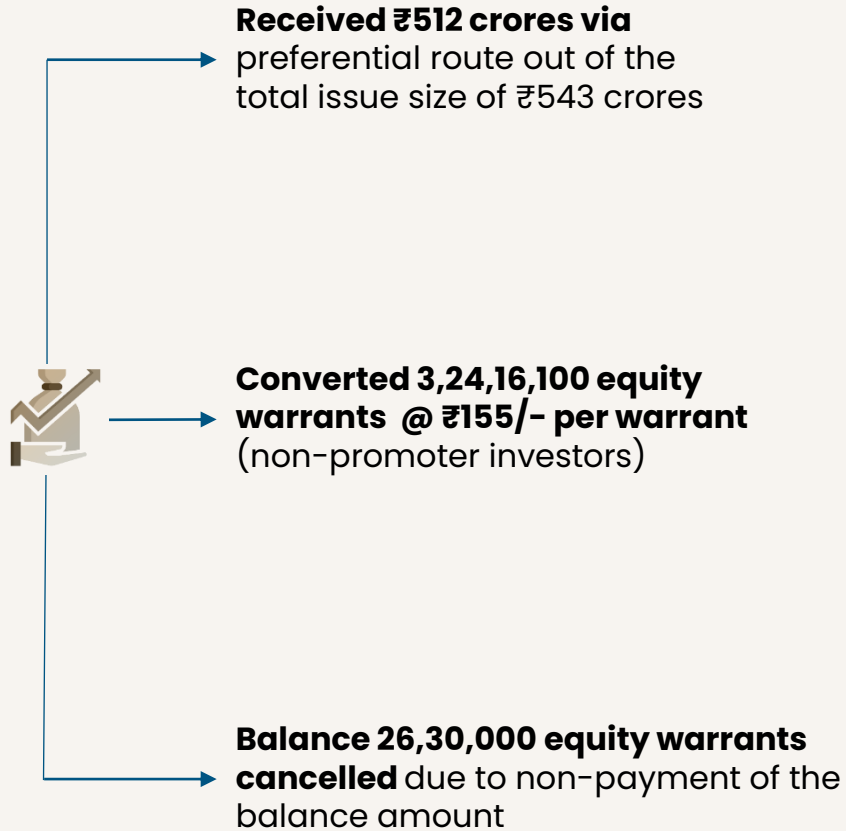 Received ₹512 crores via
preferential route out of the
total issue size of ₹543 crores
Converted 3,24,16,100 equity
warrants @ ₹155/- per warrant
(non-promoter investors)
Balance 26,30,000 equity warrants
cancelled due to non-payment of the
balance amount